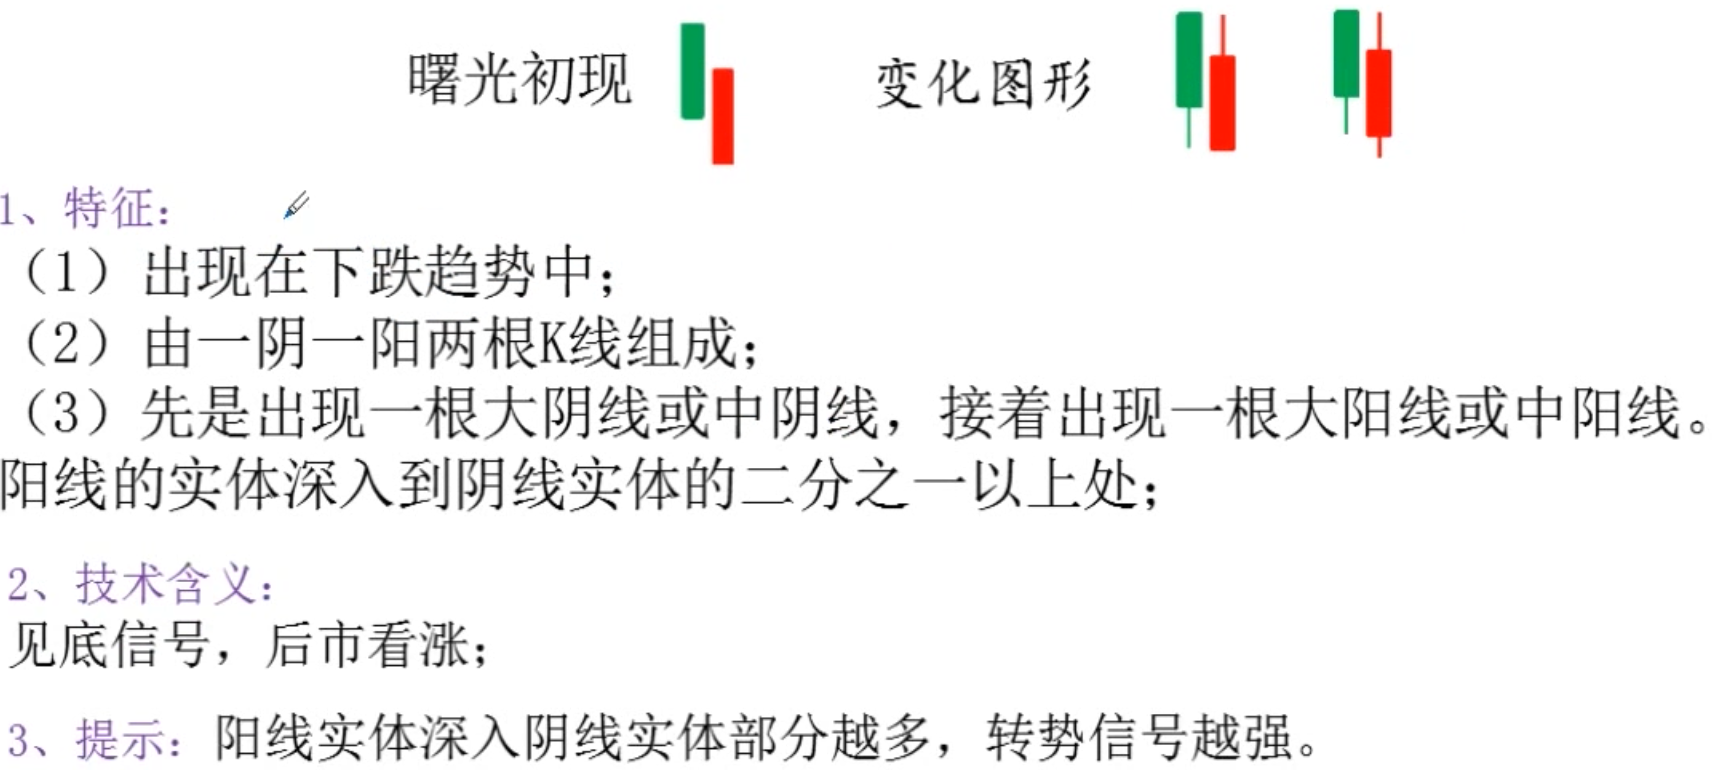 曙光初现 变化图形
1、特征：
（1）出现在下跌趋势中；
（2）由一阴一阳两根K线组成；
（3）先是出现一根大阴线或中阴线，接着出现一根大阳线或中阳线。
阳线的实体深入到阴线实体的二分之一以上处；
2、技术含义：
见底信号，后市看涨；
3、提示：阳线实体深入阴线实体部分越多，转势信号越强。